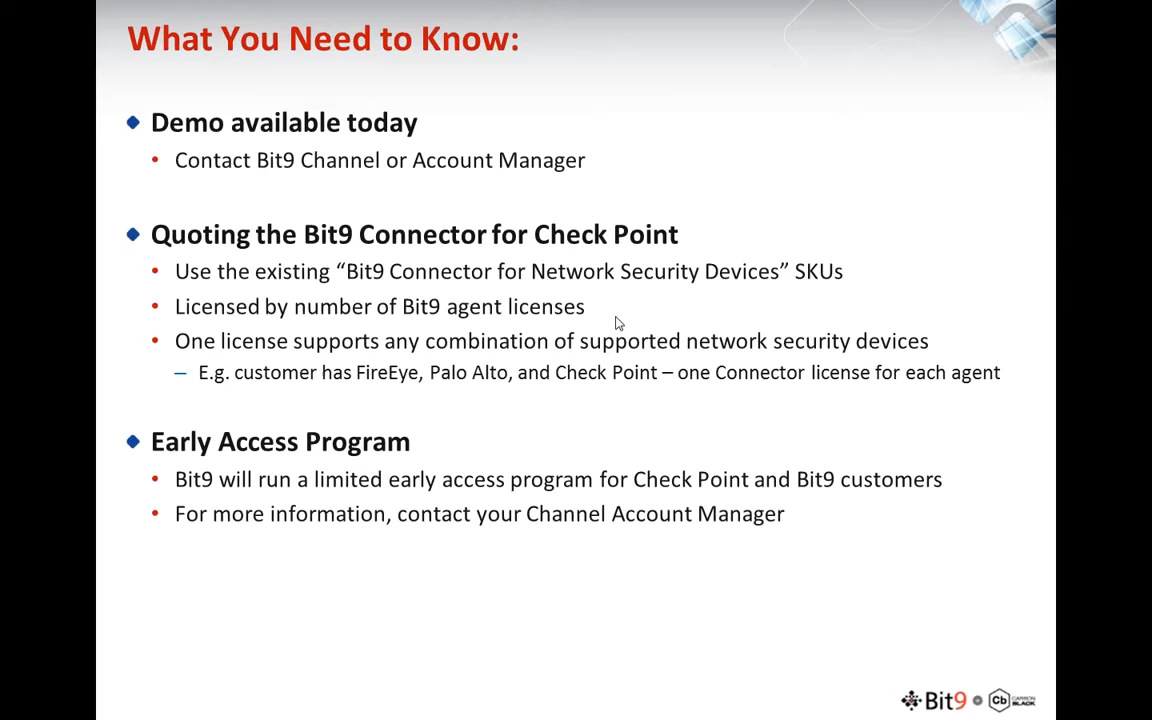 What You Need to Know:
Demo available today
Contact Bit9 Channel or Account Manager
Quoting the Bit9 Connector for Check Point
Use the existing “Bit9 Connector for Network Security Devices” SKUs
Licensed by number of Bit9 agent licenses
One license supports any combination of supported network security devices
– E.g. customer has FireEye, Palo Alto, and Check Point – one Connector license for each agent
Early Access Program
Bit9 will run a limited early access program for Check Point and Bit9 customers
For more information, contact your Channel Account Manager
Bit9 Cb CARBON BLACK